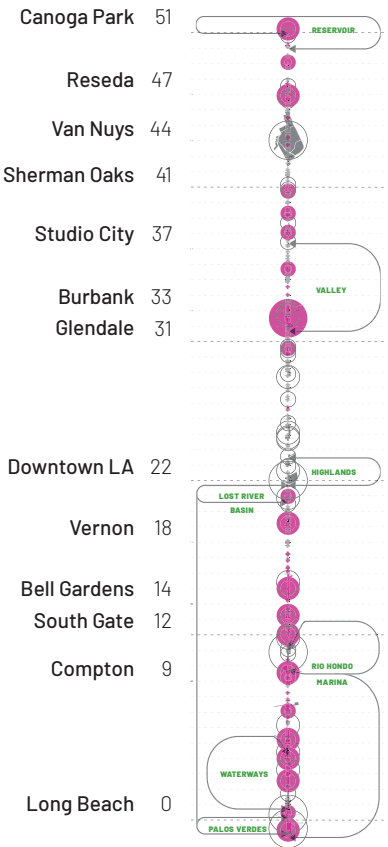 Canoga Park 51
RESERVOIR
Reseda 47
Van Nuys 44
Sherman Oaks 41
Studio City 37
VALLEY
Burbank 33
Glendale 31
Downtown LA 22
HIGHLANDS
LOST RIVER
BASIN
Vernon 18
Bell Gardens 14
South Gate 12
Compton 9
RIO HONDO
MARINA
WATERWAYS
Long Beach 0
PALOS VERDES